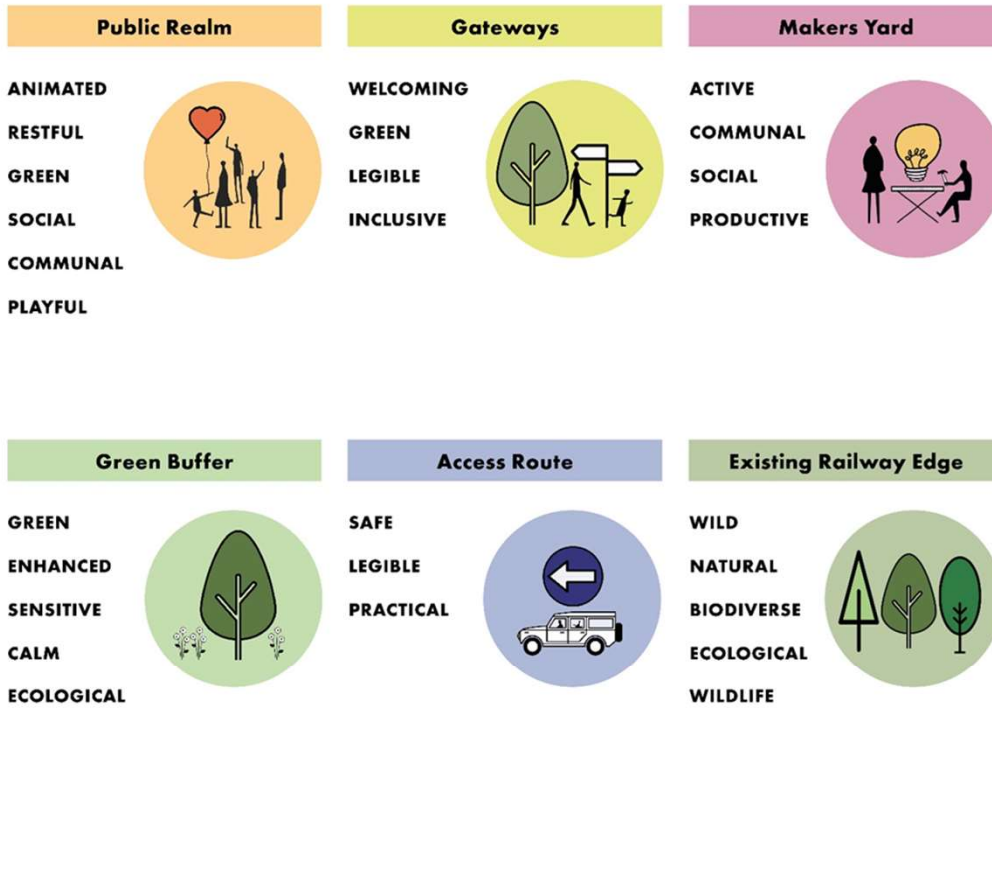 Public Realm
ANIMATED
RESTFUL
GREEN
SOCIAL
COMMUNAL
PLAYFUL
Gateways
WELCOMING
GREEN
LEGIBLE
INCLUSIVE
Makers Yard
ACTIVE
COMMUNAL
SOCIAL
PRODUCTIVE
Green Buffer
GREEN
ENHANCED
SENSITIVE
CALM
ECOLOGICAL
Access Route
SAFE
LEGIBLE
PRACTICAL
Existing Railway Edge
WILD
NATURAL
BIODIVERSE
ECOLOGICAL
WILDLIFE